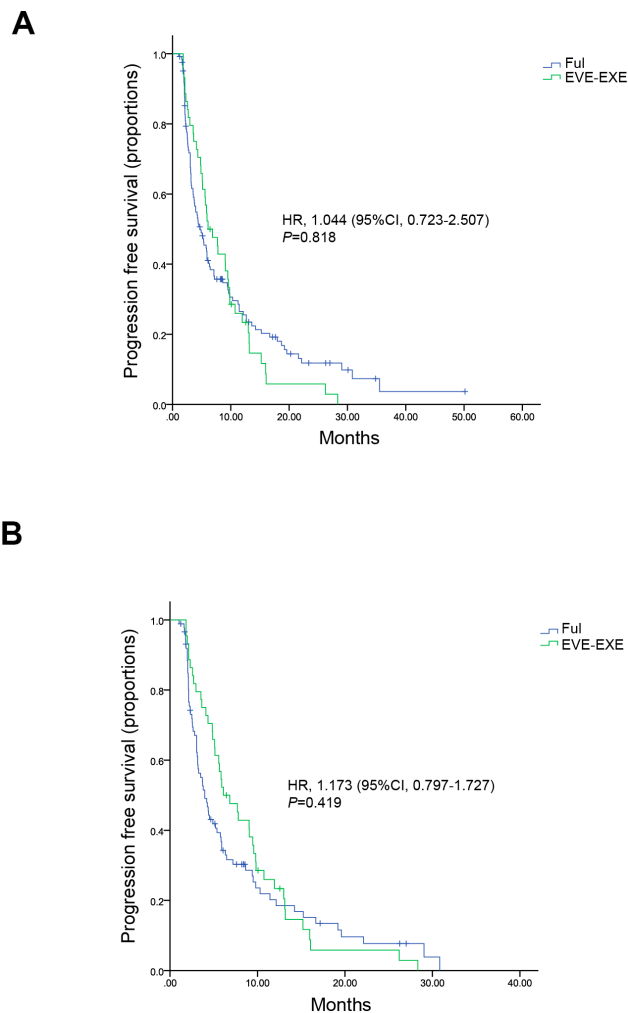 A
Progression free survival (proportions)
1.0
0.8
0.6
0.4
0.2
0.0
Ful
EVE-EXE
HR, 1.044 (95%CI, 0.723-2.507)
P=0.818
.00 10.00 20.00 30.00 40.00 50.00 60.00
Months
B
Progression free survival (proportions)
1.0
0.8
0.6
0.4
0.2
0.0
Ful
EVE-EXE
HR, 1.173 (95%CI, 0.797-1.727)
P=0.419
.00 10.00 20.00 30.00 40.00
Months